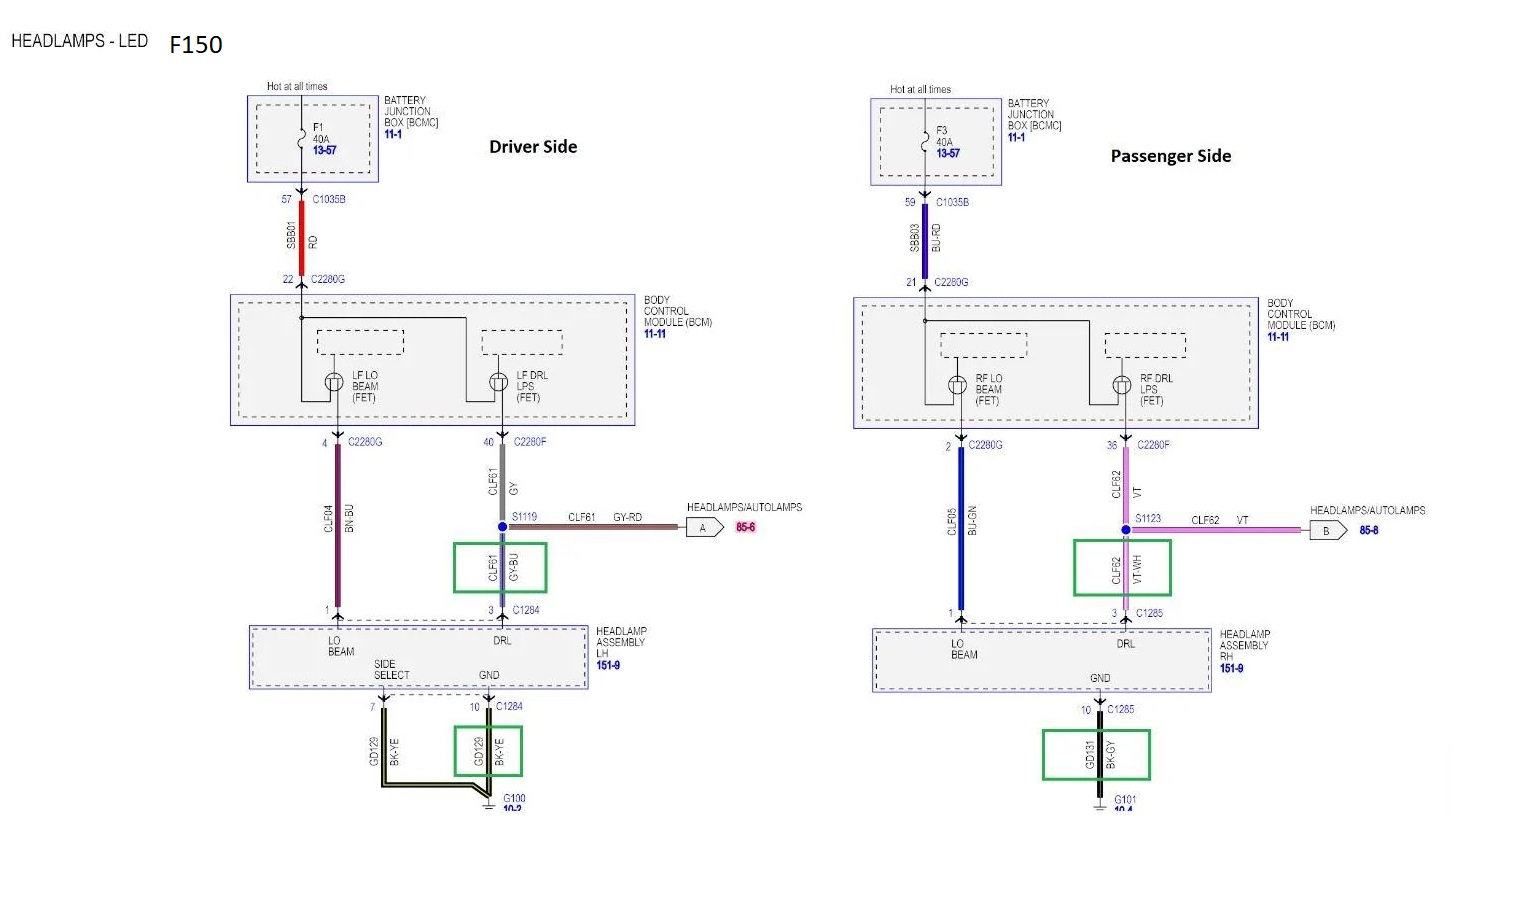 HEADLAMPS - LED F150
Hot at all times
BATTERY
JUNCTION
BOX [BCMC]
11-1
F1
40A
13-57
Driver Side
57 C1035B
SBB01
RD
22 C2280G
BODY
CONTROL
MODULE (BCM)
11-11
LF LO
BEAM
(FET)
LF DRL
LPS
(FET)
4 C2280G
40 C2280F
CLF04
BN-BU
CLF61
GY
S1119
CLF61 GY-RD
HEADLAMPS/AUTOLAMPS
A
85-6
CLF61
GY-BU
1
3 C1284
HEADLAMP
ASSEMBLY
LH
151-9
LO
BEAM
DRL
SIDE
SELECT
GND
7
10 C1284
GD129
BK-YE
GD129
BK-YE
G100
10-2
Hot at all times
BATTERY
JUNCTION
BOX [BCMC]
11-1
F3
40A
13-57
Passenger Side
59 C1035B
SBB03
BU-RD
21 C2280G
BODY
CONTROL
MODULE (BCM)
11-11
RF LO
BEAM
(FET)
RF DRL
LPS
(FET)
2 C2280G
36 C2280F
CLF05
BU-GN
CLF62
VT
S1123
CLF62 VT
HEADLAMPS/AUTOLAMPS
B
85-8
CLF62
VT-WH
1
3 C1285
HEADLAMP
ASSEMBLY
RH
151-9
LO
BEAM
DRL
GND
10 C1285
GD131
BK-GY
G101
10-4